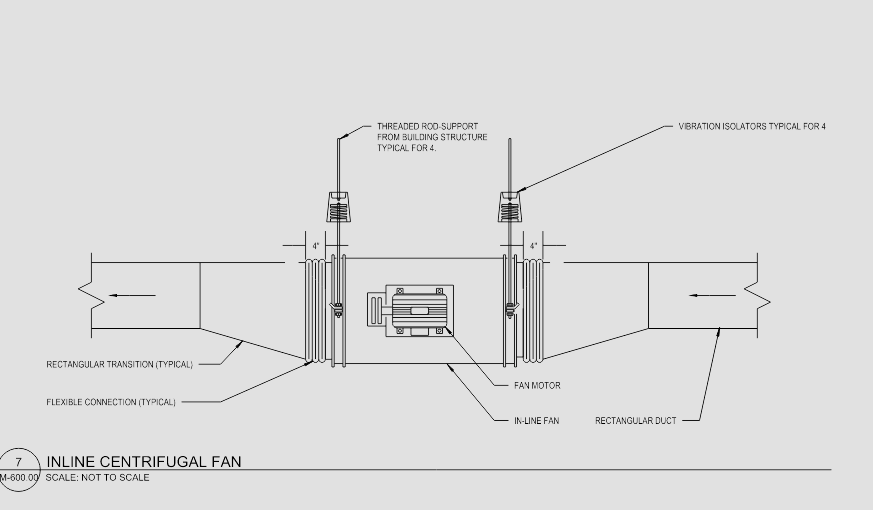 THREADED ROD-SUPPORT
FROM BUILDING STRUCTURE
TYPICAL FOR 4.
VIBRATION ISOLATORS TYPICAL FOR 4
4"
4"
RECTANGULAR TRANSITION (TYPICAL)
FLEXIBLE CONNECTION (TYPICAL)
FAN MOTOR
IN-LINE FAN
RECTANGULAR DUCT
7
INLINE CENTRIFUGAL FAN
M-600.00
SCALE: NOT TO SCALE